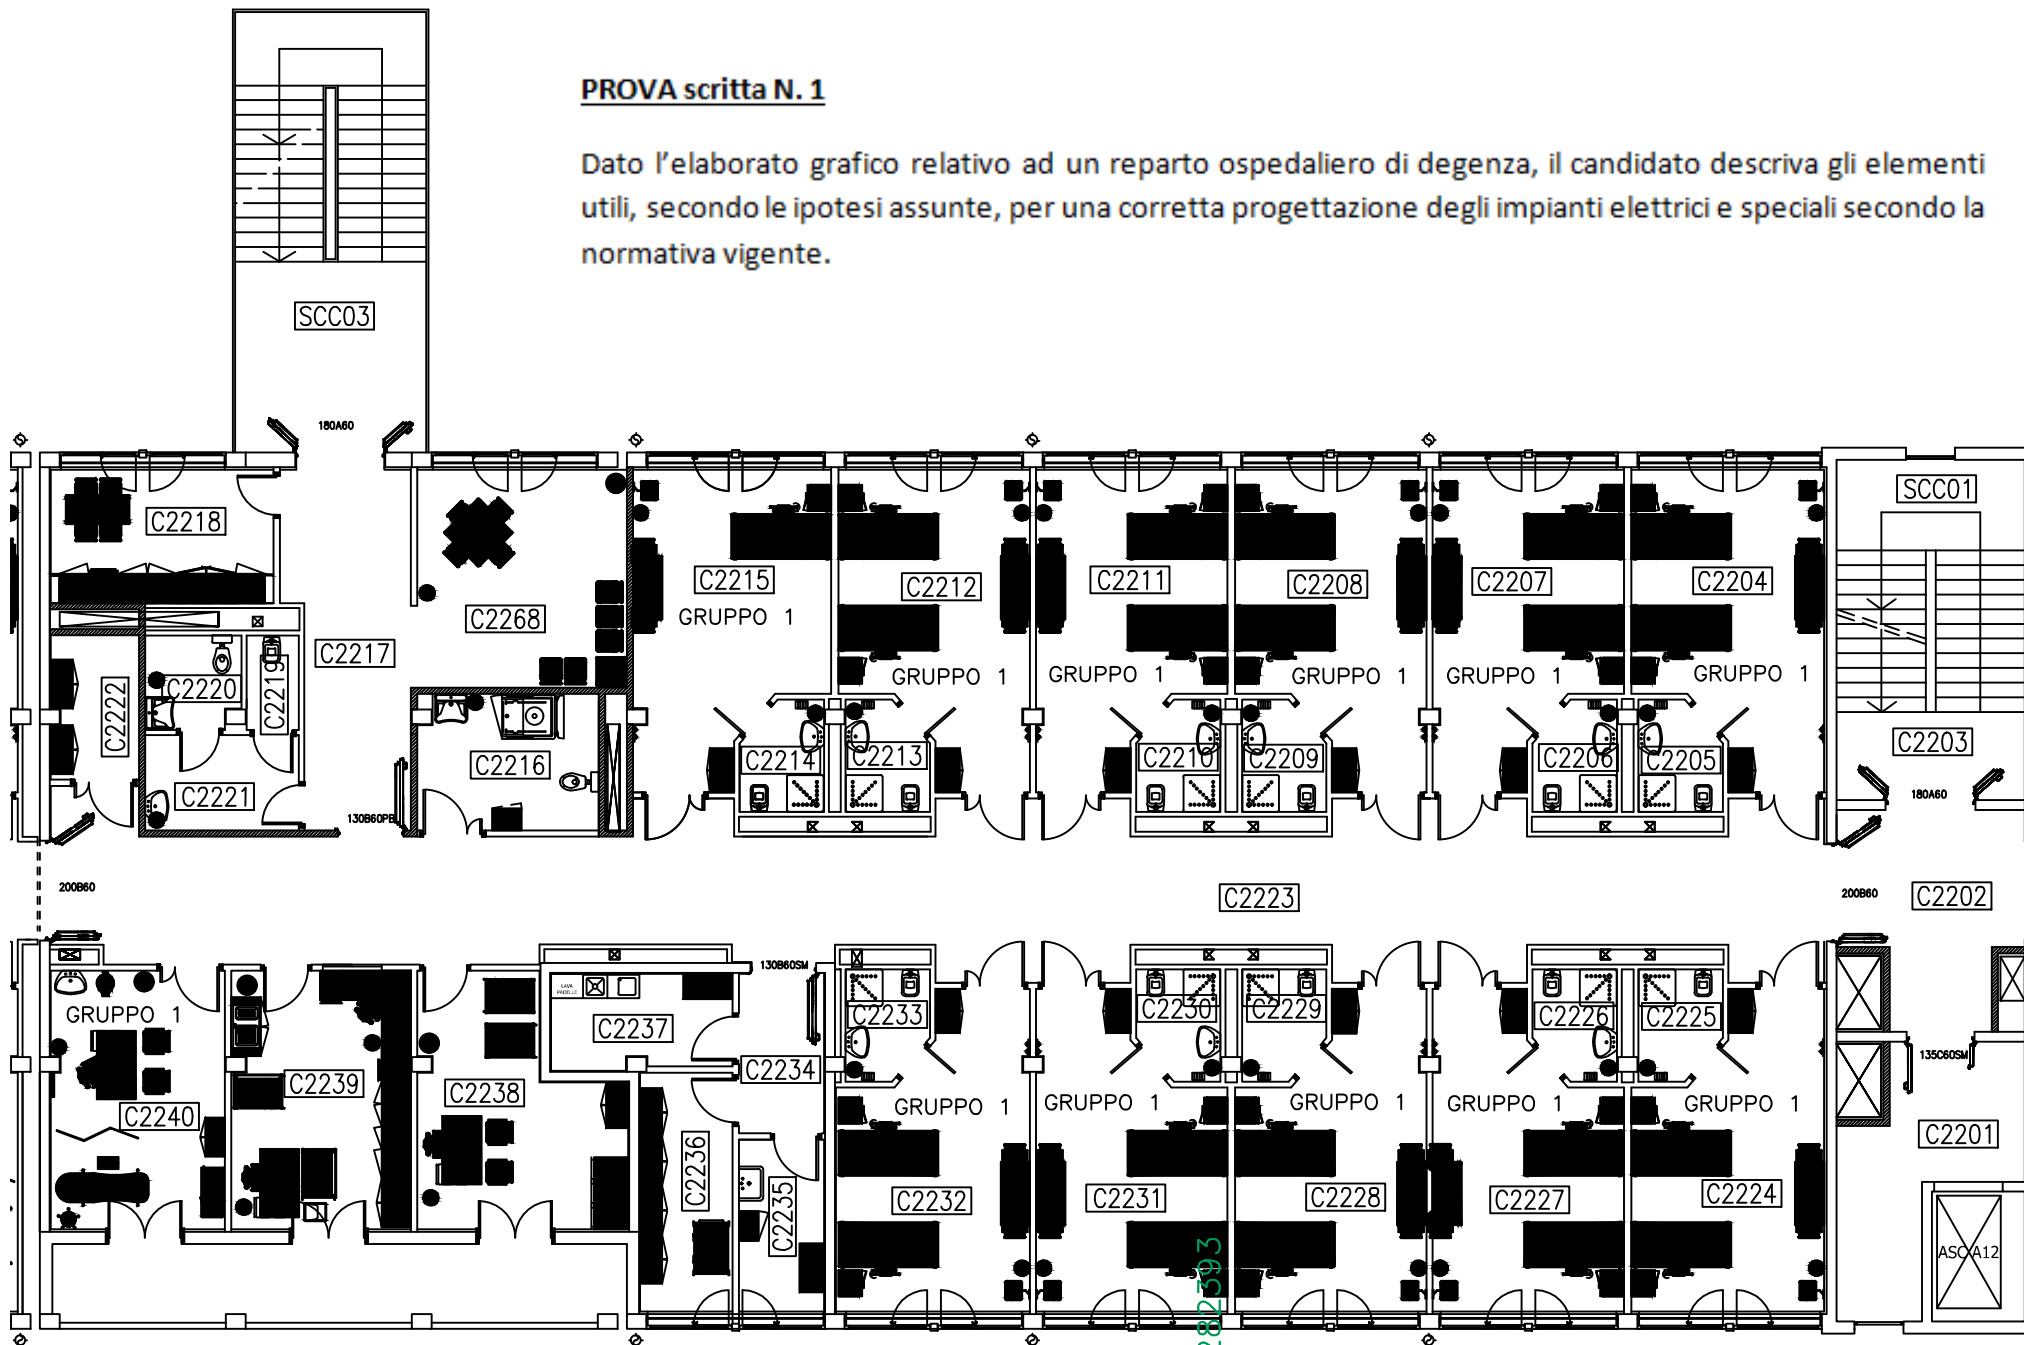 PROVA scritta N. 1
Dato l'elaborato grafico relativo ad un reparto ospedaliero di degenza, il candidato descriva gli elementi
utili, secondo le ipotesi assunte, per una corretta progettazione degli impianti elettrici e speciali secondo la
normativa vigente.
SCC03
180A60
SCC01
C2218
C2215
GRUPPO 1
C2212
GRUPPO 1
C2211
GRUPPO 1
C2208
GRUPPO 1
C2207
GRUPPO 1
C2204
GRUPPO 1
C2268
C2217
C2222
C2220
C2219
C2221
C2216
C2214
C2213
C2210
C2209
C2206
C2205
C2203
180A60
130B60PB
200B60
C2223
200B60
C2202
130B60SM
135C60SM
GRUPPO 1
C2240
C2239
C2238
LAVA
PADELLE
C2237
C2234
C2236
C2235
C2233
C2230
C2229
C2226
C2225
GRUPPO 1
C2232
GRUPPO 1
C2231
GRUPPO 1
C2228
GRUPPO 1
C2227
GRUPPO 1
C2224
C2201
ASC A12
282393